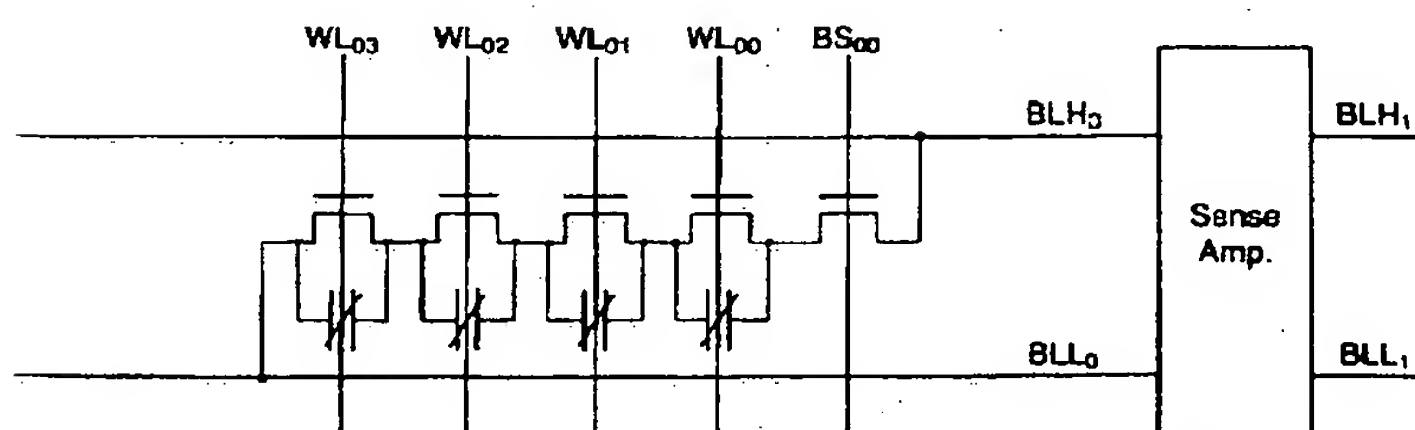 WL₀₃ WL₀₂ WL₀₁ WL₀₀ BS₀₀
BLH₀ BLH₁
Sense
Amp.
BLL₀ BLL₁